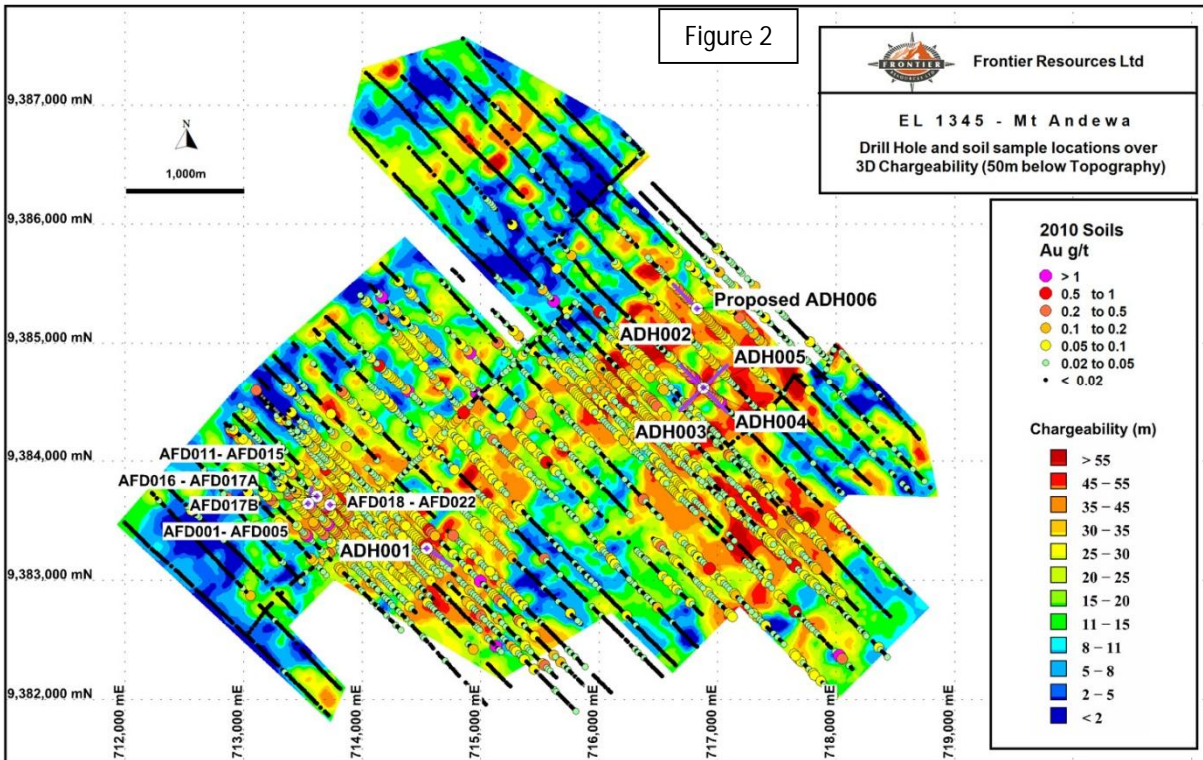 Figure 2
FRONTIER
RESOURCES LTD
Frontier Resources Ltd
EL 1345 - Mt Andewa
Drill Hole and soil sample locations over
3D Chargeability (50m below Topography)
N
1,000m
9,387,000 mN
9,386,000 mN
9,385,000 mN
9,384,000 mN
9,383,000 mN
9,382,000 mN
712,000 mE
713,000 mE
714,000 mE
715,000 mE
716,000 mE
717,000 mE
718,000 mE
719,000 mE
Proposed ADH006
ADH002
ADH005
ADH003
ADH004
AFD011- AFD015
AFD016 - AFD017A
AFD017B
AFD018 - AFD022
AFD001- AFD005
ADH001
2010 Soils
Au g/t
> 1
0.5 to 1
0.2 to 0.5
0.1 to 0.2
0.05 to 0.1
0.02 to 0.05
< 0.02
Chargeability (m)
> 55
45 – 55
35 – 45
30 – 35
25 – 30
20 – 25
15 – 20
11 – 15
8 – 11
5 – 8
2 – 5
< 2